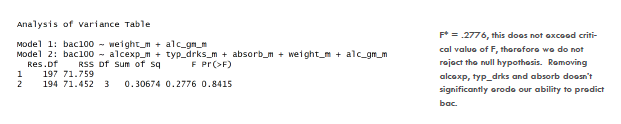 Analysis of Variance Table
Model 1: bac100 ~ weight_m + alc_gm_m
Model 2: bac100 ~ alcexp_m + typ_drks_m + absorb_m + weight_m + alc_gm_m
Res.Df RSS Df Sum of Sq F Pr(>F)
1 197 71.759
2 194 71.452 3 0.30674 0.2776 0.8415
F* = .2776, this does not exceed criti-
cal value of F, therefore we do not
reject the null hypothesis. Removing
alcexp, typ_drks and absorb doesn't
significantly erode our ability to predict
bac.